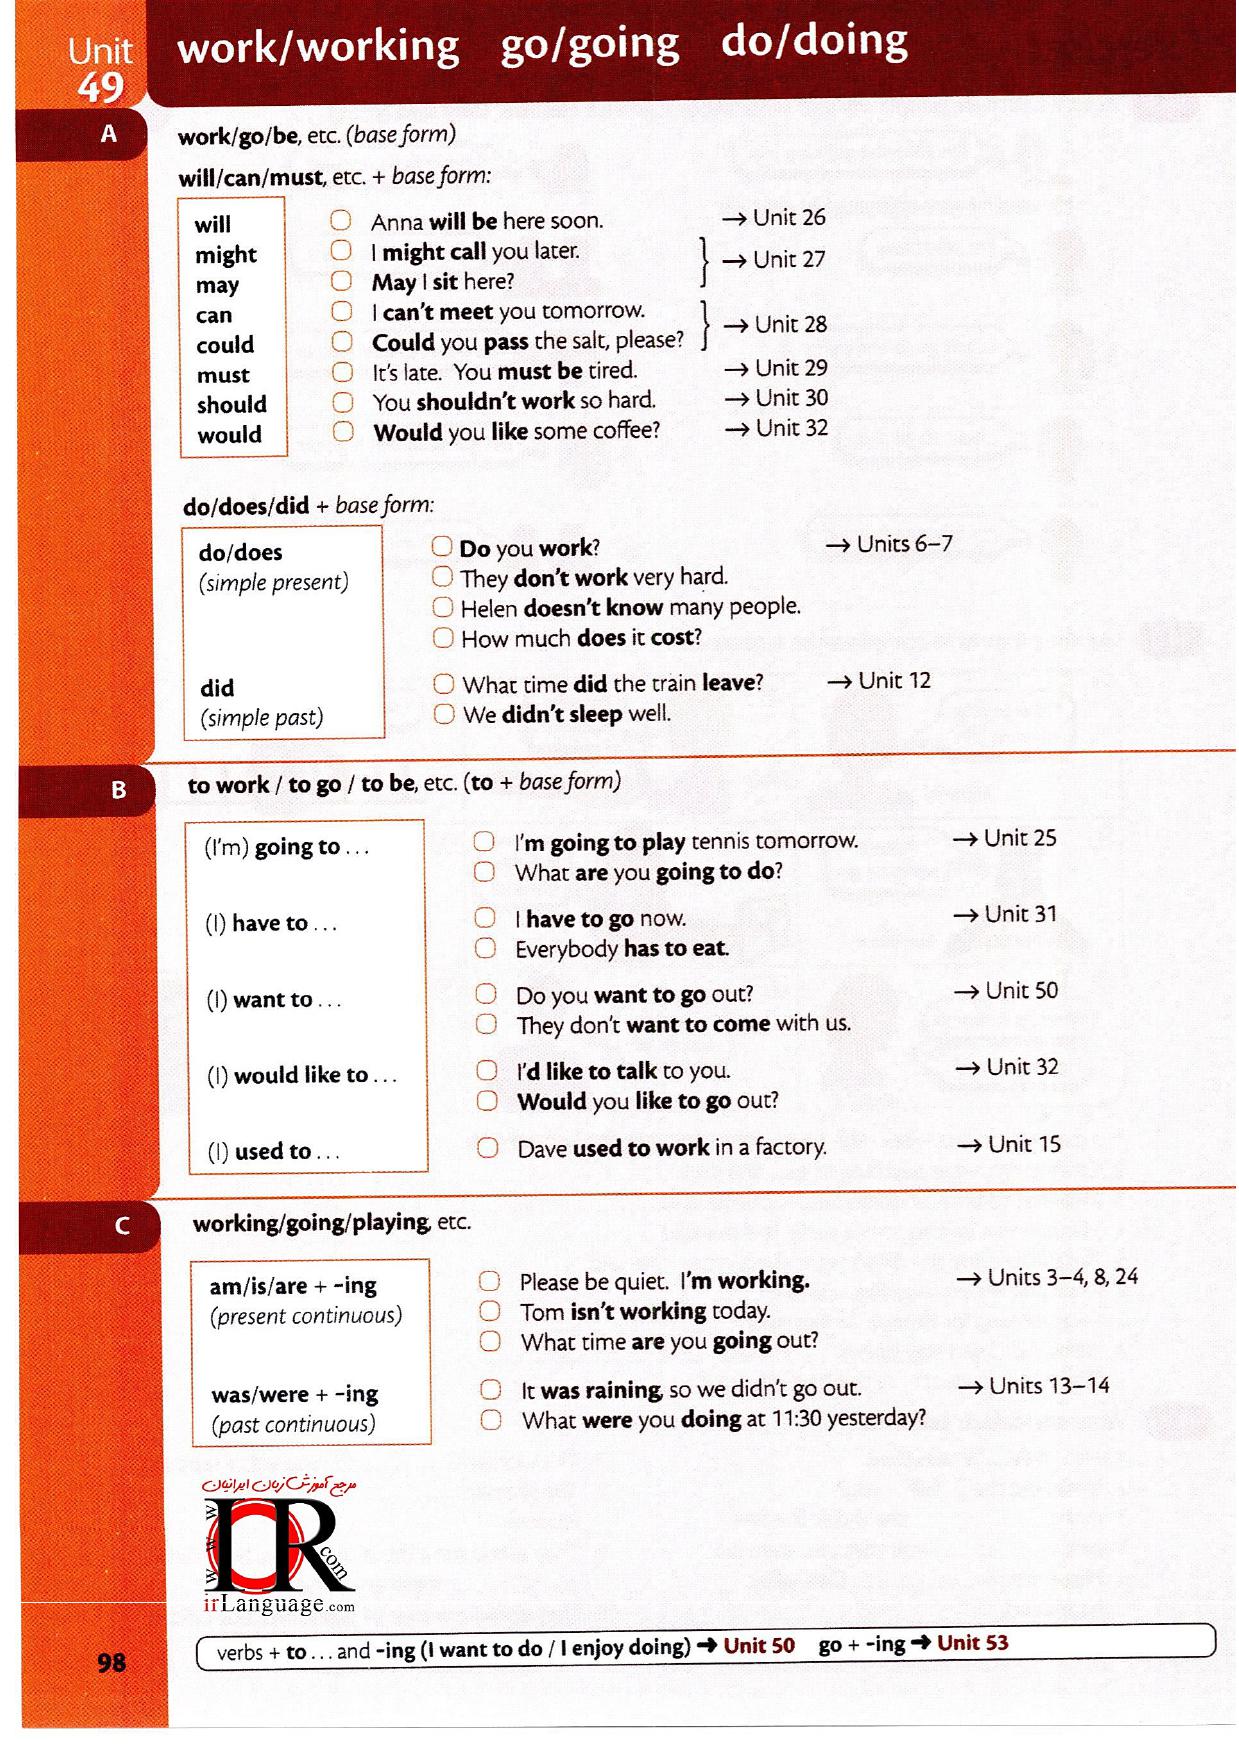 Unit
49
work/working go/going do/doing
A
work/go/be, etc. (base form)
will/can/must, etc. + base form:
will
might
may
can
could
must
should
would
Anna will be here soon. → Unit 26
I might call you later.
May I sit here?
→ Unit 27
I can't meet you tomorrow.
Could you pass the salt, please?
→ Unit 28
It's late. You must be tired. → Unit 29
You shouldn't work so hard. → Unit 30
Would you like some coffee? → Unit 32
do/does/did + base form:
do/does
(simple present)
Do you work? → Units 6–7
They don't work very hard.
Helen doesn't know many people.
How much does it cost?
did
(simple past)
What time did the train leave? → Unit 12
We didn't sleep well.
B
to work / to go / to be, etc. (to + base form)
(I'm) going to . . .
I'm going to play tennis tomorrow. → Unit 25
What are you going to do?
(I) have to . . .
I have to go now. → Unit 31
Everybody has to eat.
(I) want to . . .
Do you want to go out? → Unit 50
They don't want to come with us.
(I) would like to . . .
I'd like to talk to you. → Unit 32
Would you like to go out?
(I) used to . . .
Dave used to work in a factory. → Unit 15
C
working/going/playing, etc.
am/is/are + -ing
(present continuous)
Please be quiet. I'm working. → Units 3–4, 8, 24
Tom isn't working today.
What time are you going out?
was/were + -ing
(past continuous)
It was raining, so we didn't go out. → Units 13–14
What were you doing at 11:30 yesterday?
مرجع آموزش زبان ایرانیان
www
IR
.com
irLanguage.com
98
verbs + to . . . and -ing (I want to do / I enjoy doing) → Unit 50 go + -ing → Unit 53